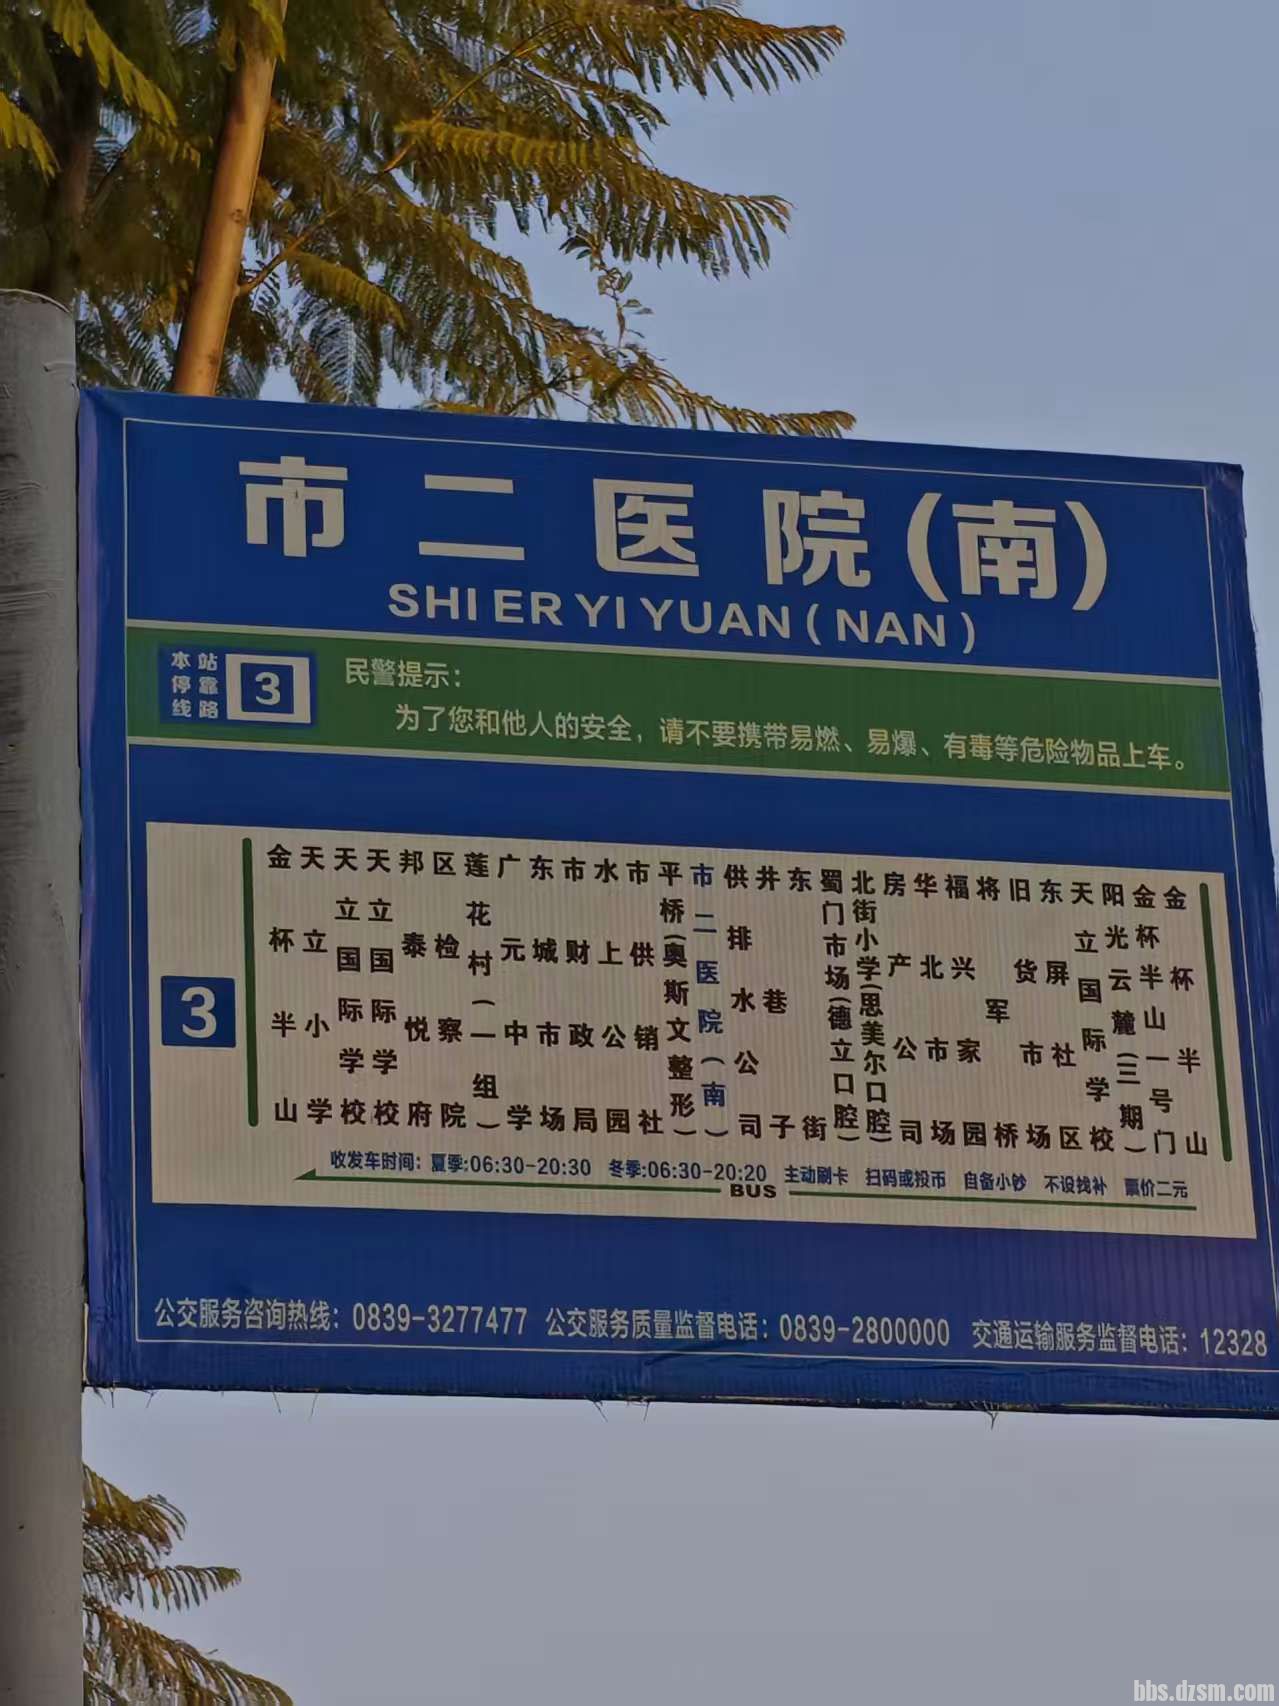 市二医院(南)
SHI ER YI YUAN ( NAN )
本站
停靠
线路
3
民警提示：
为了您和他人的安全，请不要携带易燃、易爆、有毒等危险物品上车。
3
金杯半山
天立小学
天立国际学校
天立国际学校
邦泰悦府
区检察院
莲花村(一组)
广元中学
东城市场
市财政局
水上公园
市供销社
平桥(奥斯文整形)
市二医院(南)
供排水公司
井巷子
东街
蜀门市场(德立口腔)
北街小学(思美尔口腔)
房产公司
华北市场
福兴家园
将军桥
旧货市场
东屏社区
天立国际学校
阳光云麓(三期)
金杯半山一号门
金杯半山
收发车时间：夏季:06:30-20:30 冬季:06:30-20:20 主动刷卡 扫码或投币 自备小钞 不设找补 票价二元
BUS
公交服务咨询热线：0839-3277477 公交服务质量监督电话：0839-2800000 交通运输服务监督电话：12328
bbs.dzsm.com